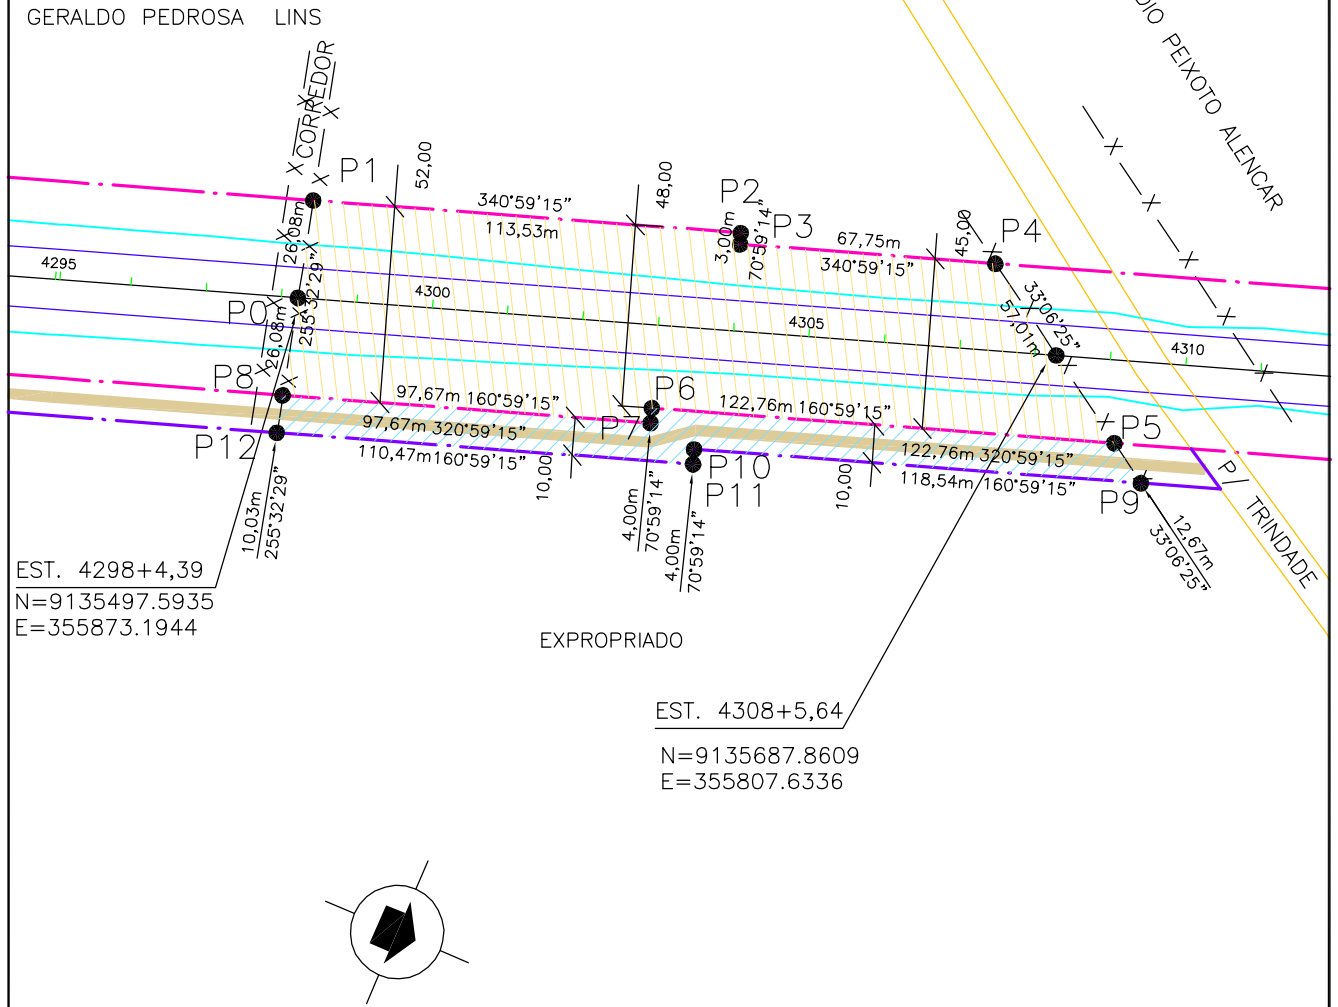 GERALDO PEDROSA LINS
DIO PEIXOTO ALENCAR
CORREDOR
P1
52,00
340°59'15"
113,53m
48,00
P2
P3
3,00m
70°59'14"
67,75m
340°59'15"
45,00
P4
33°06'25"
57,01m
26,08m
255°32'29"
26,08m
P0
4295
4300
4305
4310
P8
P12
97,67m 160°59'15"
97,67m 320°59'15"
110,47m160°59'15"
P6
P7
122,76m 160°59'15"
122,76m 320°59'15"
118,54m 160°59'15"
P5
P9
P10
P11
10,00
10,00
4,00m
70°59'14"
4,00m
70°59'14"
10,03m
255°32'29"
12,67m
33°06'25"
P/ TRINDADE
EST. 4298+4,39
N=9135497.5935
E=355873.1944
EXPROPRIADO
EST. 4308+5,64
N=9135687.8609
E=355807.6336